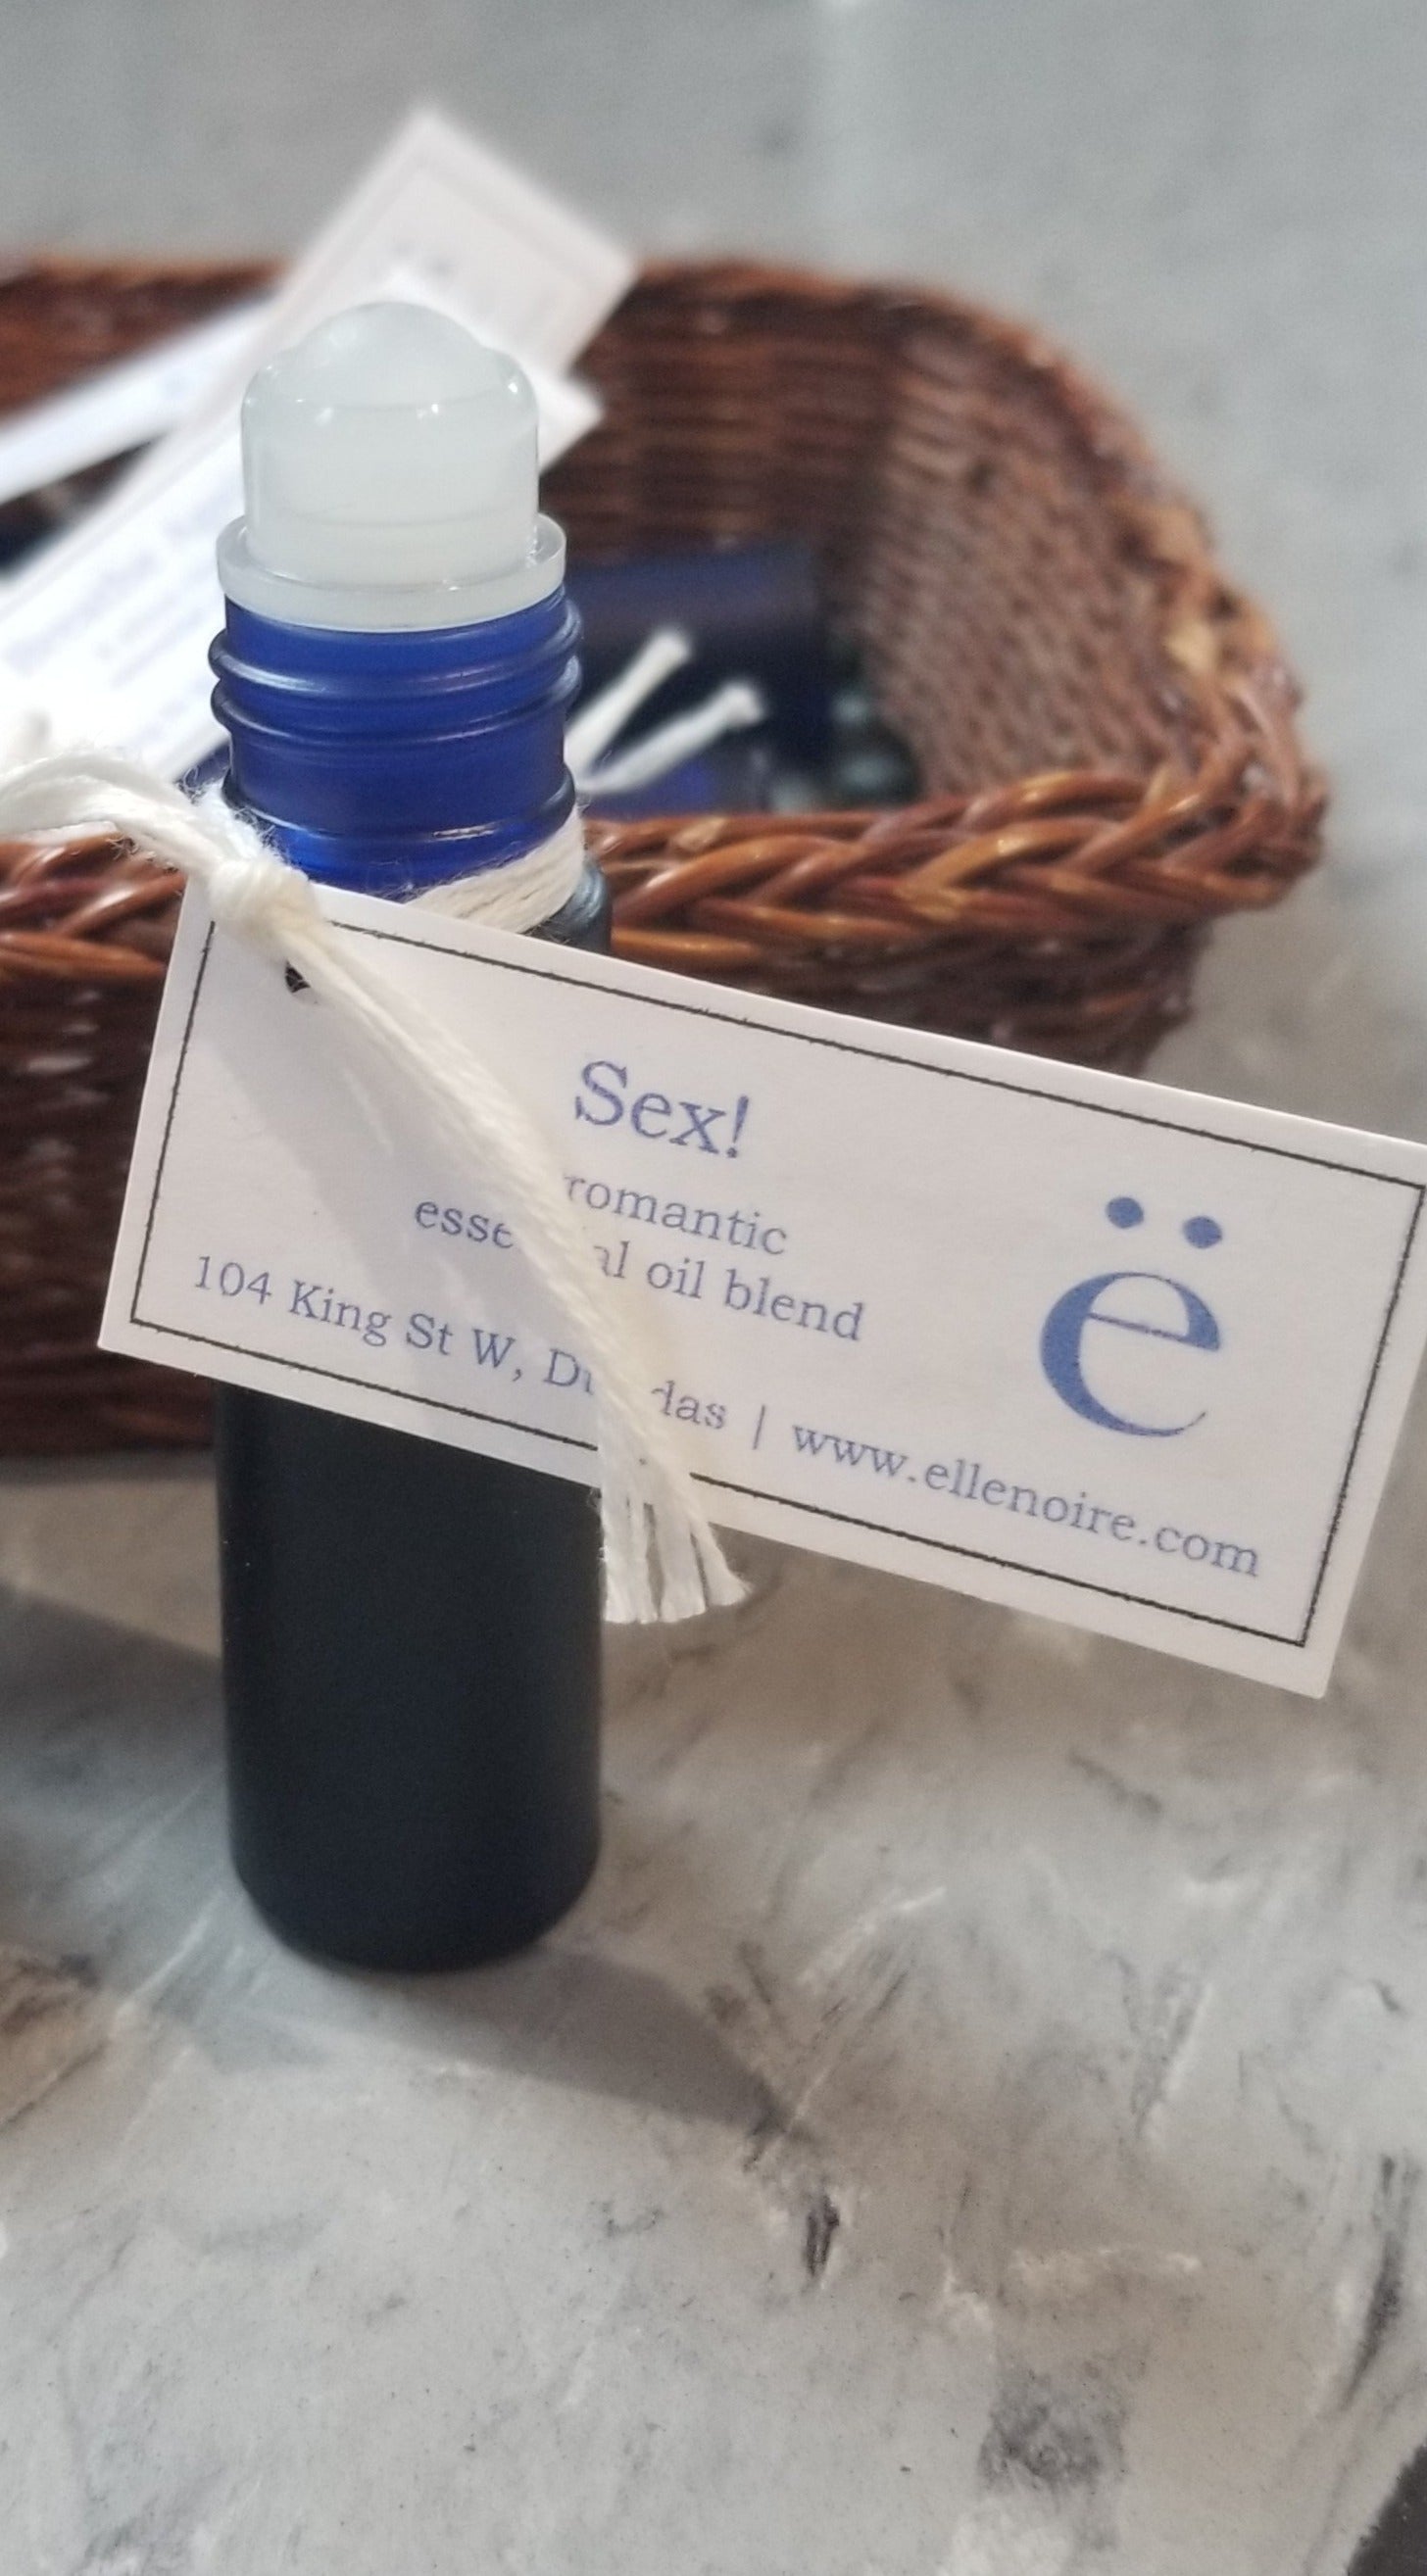 Sex!
romantic
oil blend
104 King St W, | www.ellenoire.com
ë